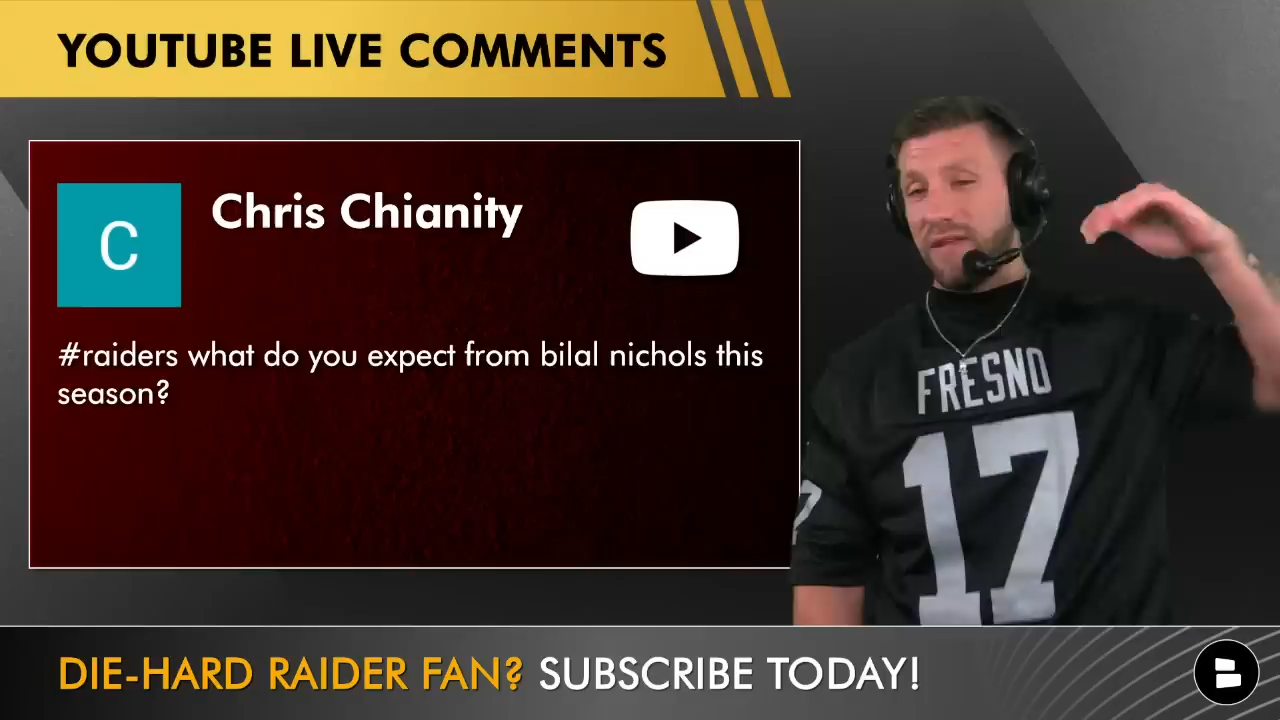 YOUTUBE LIVE COMMENTS
C
Chris Chianity
#raiders what do you expect from bilal nichols this
season?
FRESNO
17
7
DIE-HARD RAIDER FAN? SUBSCRIBE TODAY!